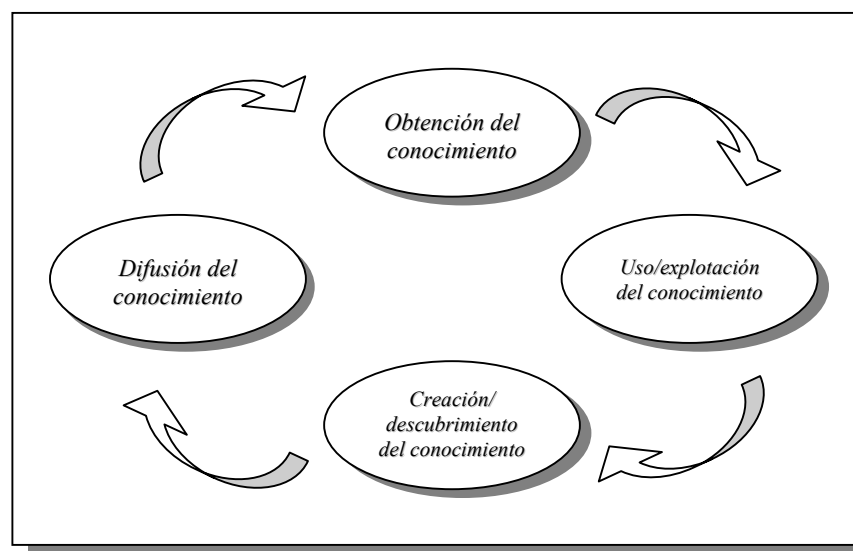 Obtención del
conocimiento
Difusión del
conocimiento
Uso/explotación
del conocimiento
Creación/
descubrimiento
del conocimiento